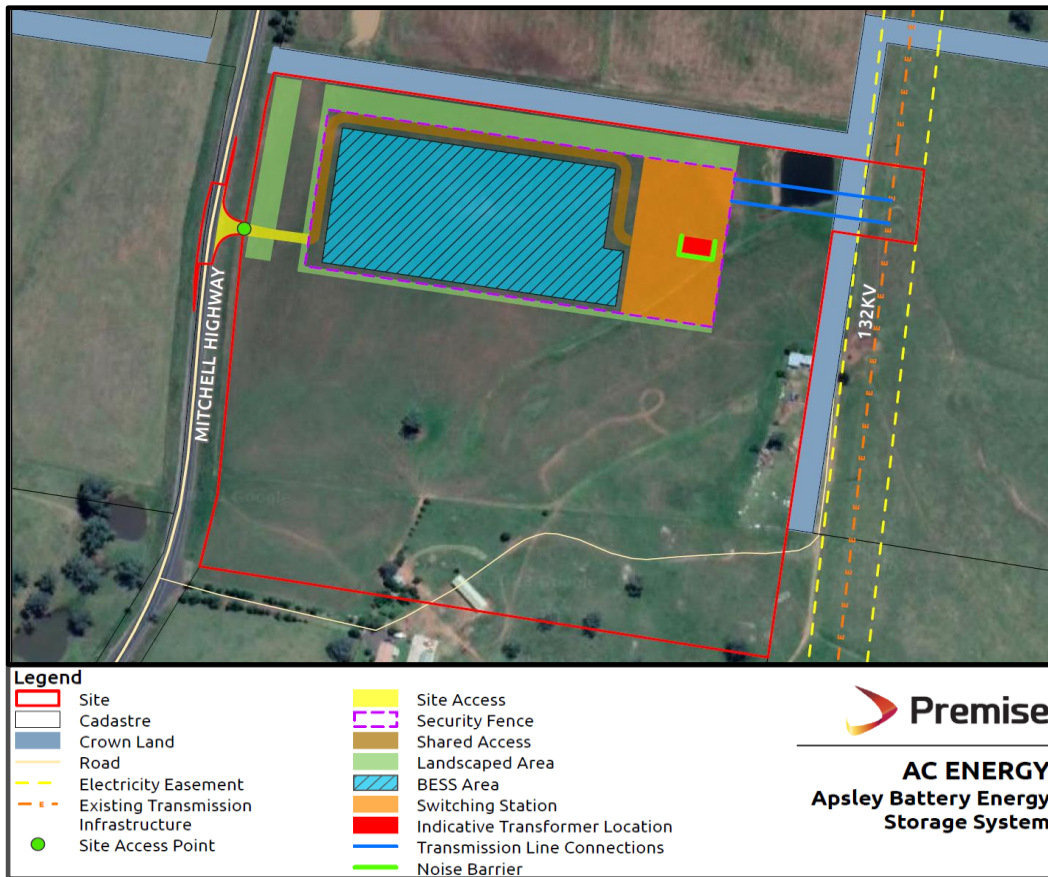 MITCHELL HIGHWAY
132KV
Google
Legend
Site
Cadastre
Crown Land
Road
Electricity Easement
Existing Transmission
Infrastructure
Site Access Point
Site Access
Security Fence
Shared Access
Landscaped Area
BESS Area
Switching Station
Indicative Transformer Location
Transmission Line Connections
Noise Barrier
Premise
AC ENERGY
Apsley Battery Energy
Storage System